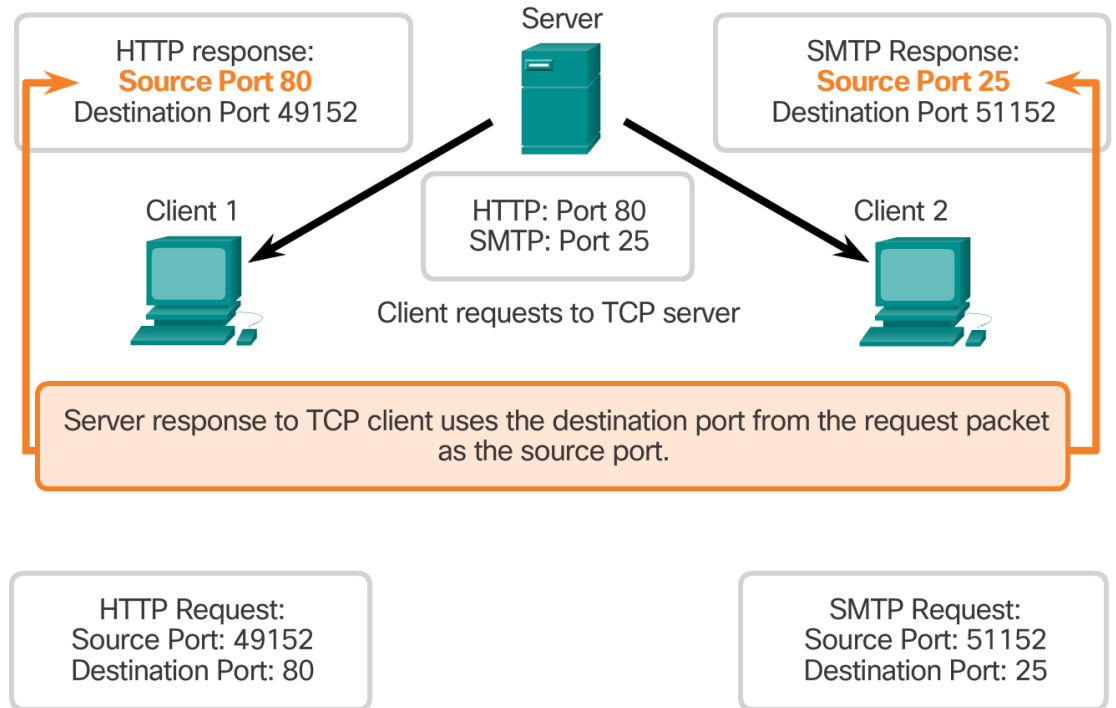 Server
HTTP response:
Source Port 80
Destination Port 49152
SMTP Response:
Source Port 25
Destination Port 51152
Client 1
HTTP: Port 80
SMTP: Port 25
Client 2
Client requests to TCP server
Server response to TCP client uses the destination port from the request packet
as the source port.
HTTP Request:
Source Port: 49152
Destination Port: 80
SMTP Request:
Source Port: 51152
Destination Port: 25